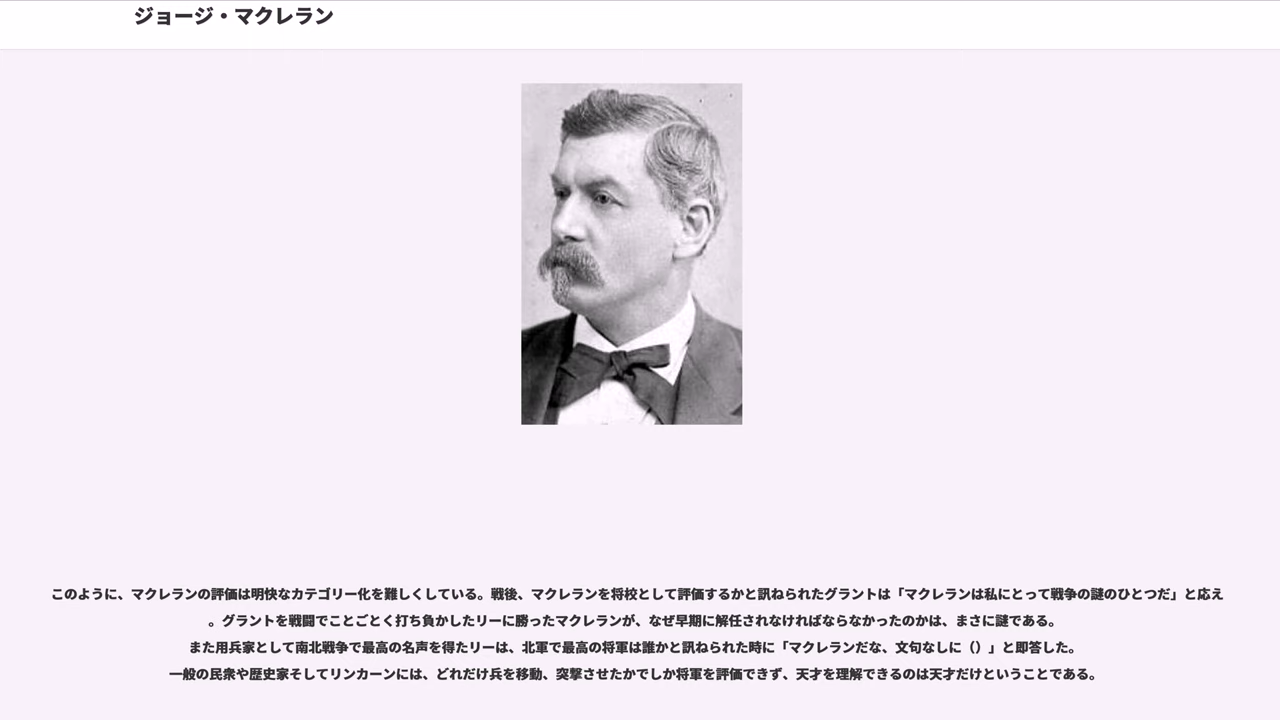 ジョージ・マクレラン
このように、マクレランの評価は明快なカテゴリー化を難しくしている。戦後、マクレランを将校として評価するかと訊ねられたグラントは「マクレランは私にとって戦争の謎のひとつだ」と応え
。グラントを戦闘でことごとく打ち負かしたリーに勝ったマクレランが、なぜ早期に解任されなければならなかったのかは、まさに謎である。
また用兵家として南北戦争で最高の名声を得たリーは、北軍で最高の将軍は誰かと訊ねられた時に「マクレランだな、文句なしに（）」と即答した。
一般の民衆や歴史家そしてリンカーンには、どれだけ兵を移動、突撃させたかでしか将軍を評価できず、天才を理解できるのは天才だけということである。